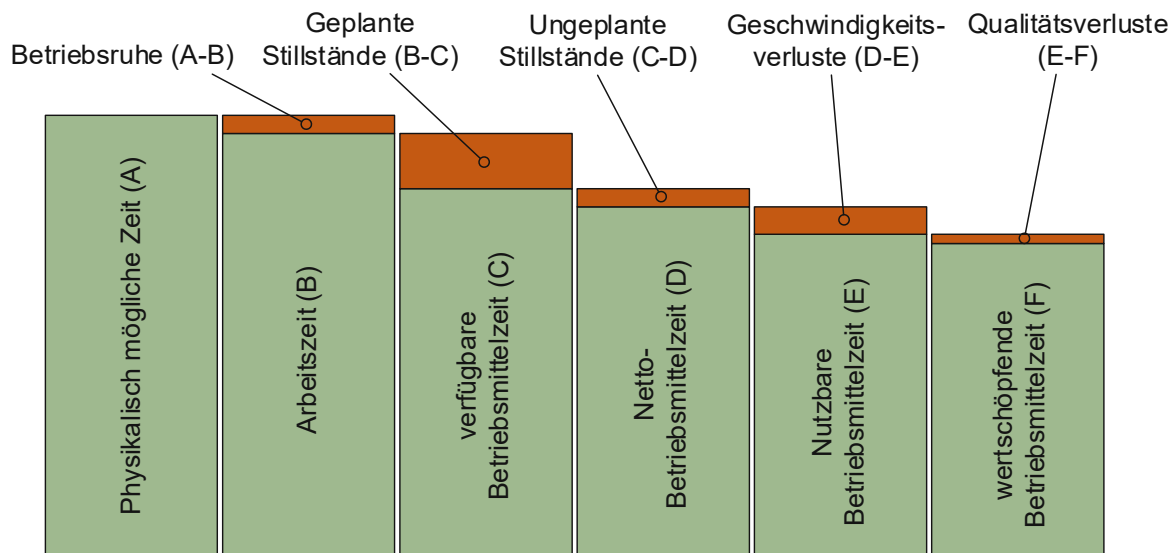 Betriebsruhe (A-B)
Geplante
Stillstände (B-C)
Ungeplante
Stillstände (C-D)
Geschwindigkeits-
verluste (D-E)
Qualitätsverluste
(E-F)
Physikalisch mögliche Zeit (A)
Arbeitszeit (B)
verfügbare
Betriebsmittelzeit (C)
Netto-
Betriebsmittelzeit (D)
Nutzbare
Betriebsmittelzeit (E)
wertschöpfende
Betriebsmittelzeit (F)